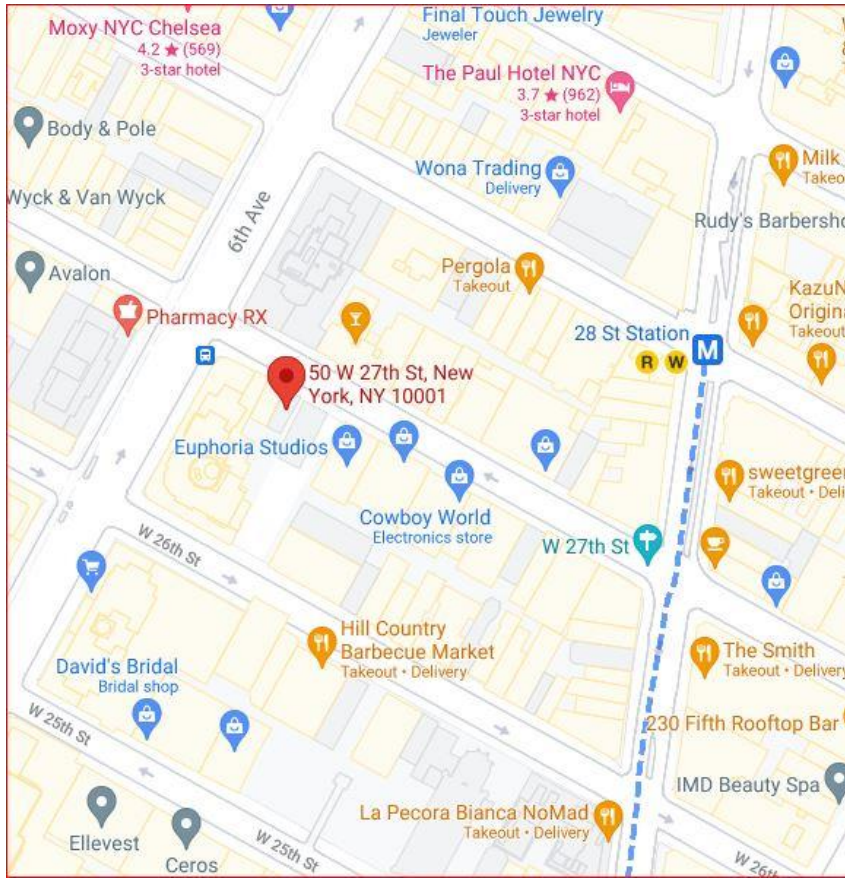 Moxy NYC Chelsea
4.2 ★ (569)
3-star hotel
Final Touch Jewelry
Jeweler
The Paul Hotel NYC
3.7 ★ (962)
3-star hotel
Body & Pole
Wona Trading
Delivery
Milk
Takeo
Wyck & Van Wyck
6th Ave
Rudy's Barbersho
Avalon
Pergola
Takeout
KazuN
Origina
Takeout
Pharmacy RX
28 St Station
M
R W
50 W 27th St, New
York, NY 10001
Euphoria Studios
sweetgreen
Takeout • Deli
Cowboy World
Electronics store
W 27th St
W 26th St
Hill Country
Barbecue Market
Takeout • Delivery
The Smith
Takeout • Delivery
David's Bridal
Bridal shop
W 25th St
230 Fifth Rooftop Bar
IMD Beauty Spa
La Pecora Bianca NoMad
Takeout • Delivery
Ellevest
Ceros
W 25th St
W 26th